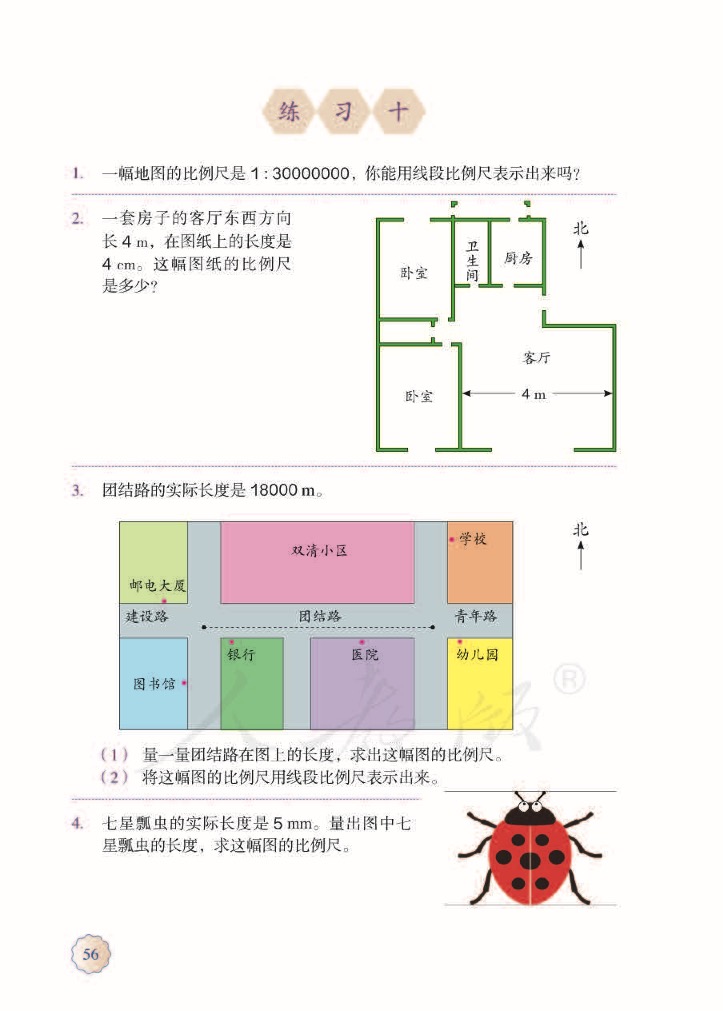 练习十
1. 一幅地图的比例尺是 1 : 30000000，你能用线段比例尺表示出来吗？
2. 一套房子的客厅东西方向
长 4 m，在图纸上的长度是
4 cm。这幅图纸的比例尺
是多少？
北
卧室
卫生间
厨房
客厅
卧室
4 m
3. 团结路的实际长度是 18000 m。
北
双清小区
学校
邮电大厦
建设路
团结路
青年路
银行
医院
幼儿园
图书馆
人教版
®
（1） 量一量团结路在图上的长度，求出这幅图的比例尺。
（2） 将这幅图的比例尺用线段比例尺表示出来。
4. 七星瓢虫的实际长度是 5 mm。量出图中七
星瓢虫的长度，求这幅图的比例尺。
56